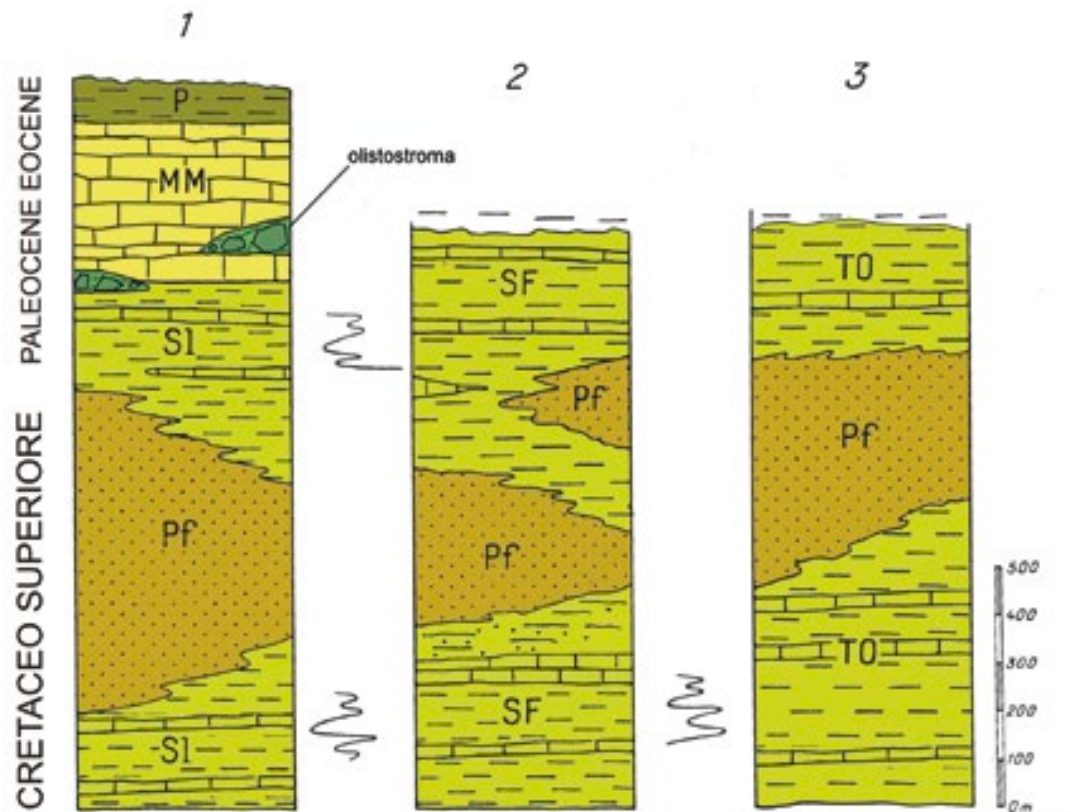 1
2
3
PALEOCENE EOCENE
CRETACEO SUPERIORE
olistostroma
P
MM
Sl
Pf
Sl
SF
Pf
Pf
SF
TO
Pf
TO
500
400
300
200
100
0m